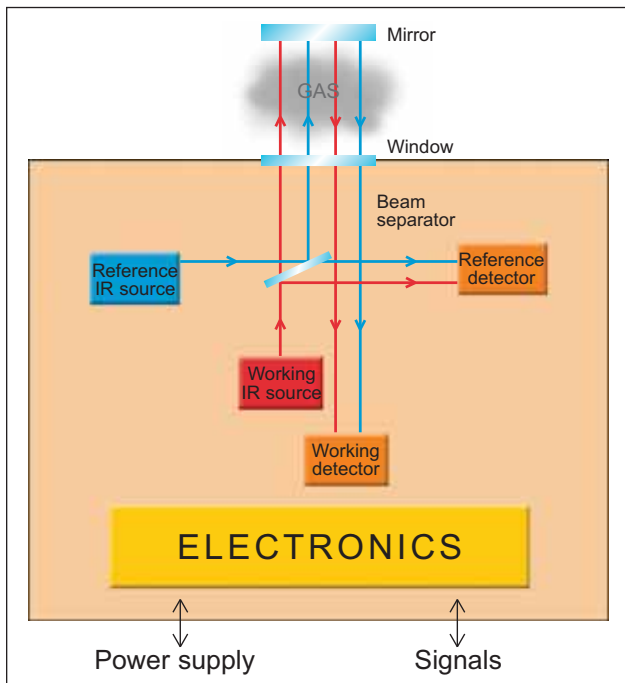 Mirror
GAS
Window
Beam
separator
Reference
IR source
Reference
detector
Working
IR source
Working
detector
ELECTRONICS
Power supply
Signals